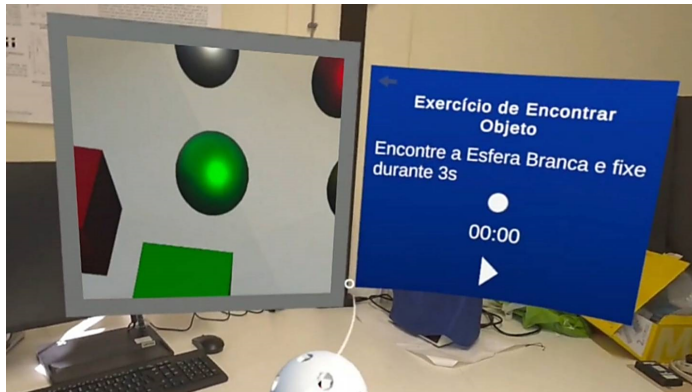 Exercício de Encontrar
Objeto
Encontre a Esfera Branca e fixe
durante 3s
00:00